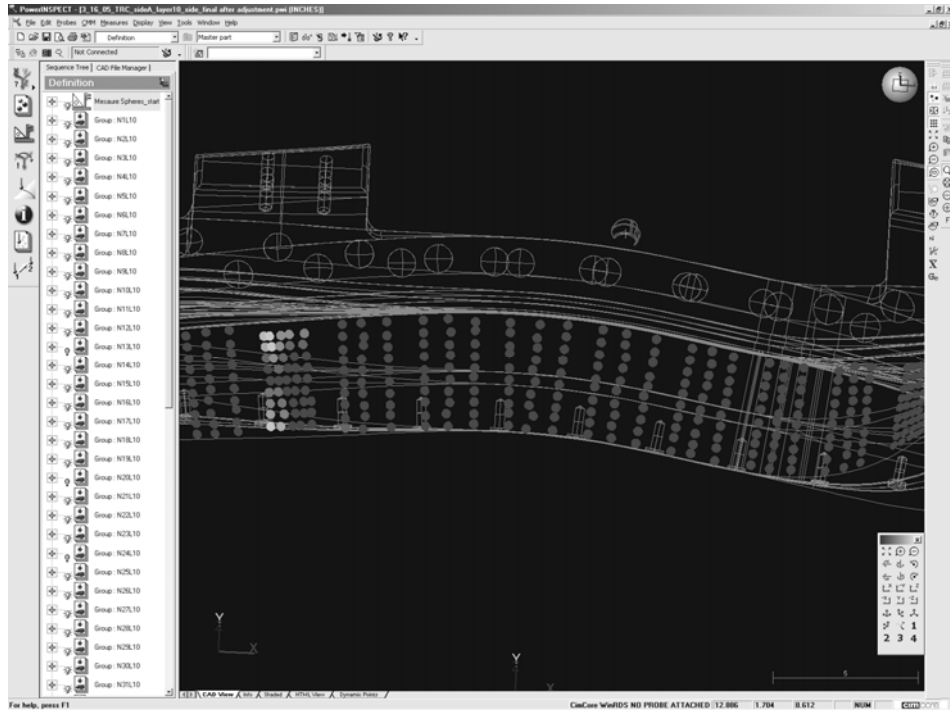 PowerINSPECT - [3_16_05_TRC_sideA_layer10_side_final after adjustment.pwi (INCHES)]
File Edit Probes CMM Measures Display View Tools Window Help
Definition Master part
Not Connected
Sequence Tree CAD File Manager
Definition
Mesaure Spheres_start
Group : N1L10
Group : N2L10
Group : N3L10
Group : N4L10
Group : N5L10
Group : N6L10
Group : N7L10
Group : N8L10
Group : N9L10
Group : N10L10
Group : N11L10
Group : N12L10
Group : N13L10
Group : N14L10
Group : N15L10
Group : N16L10
Group : N17L10
Group : N18L10
Group : N19L10
Group : N20L10
Group : N21L10
Group : N22L10
Group : N23L10
Group : N24L10
Group : N25L10
Group : N26L10
Group : N27L10
Group : N28L10
Group : N29L10
Group : N30L10
Group : N31L10
Y
X
Y
X
5
1
2 3 4
CAD View Info Shaded HTML View Dynamic Points
For help, press F1 CimCore WinRDS NO PROBE ATTACHED 12.806 1.704 8.612 NUM cimcore